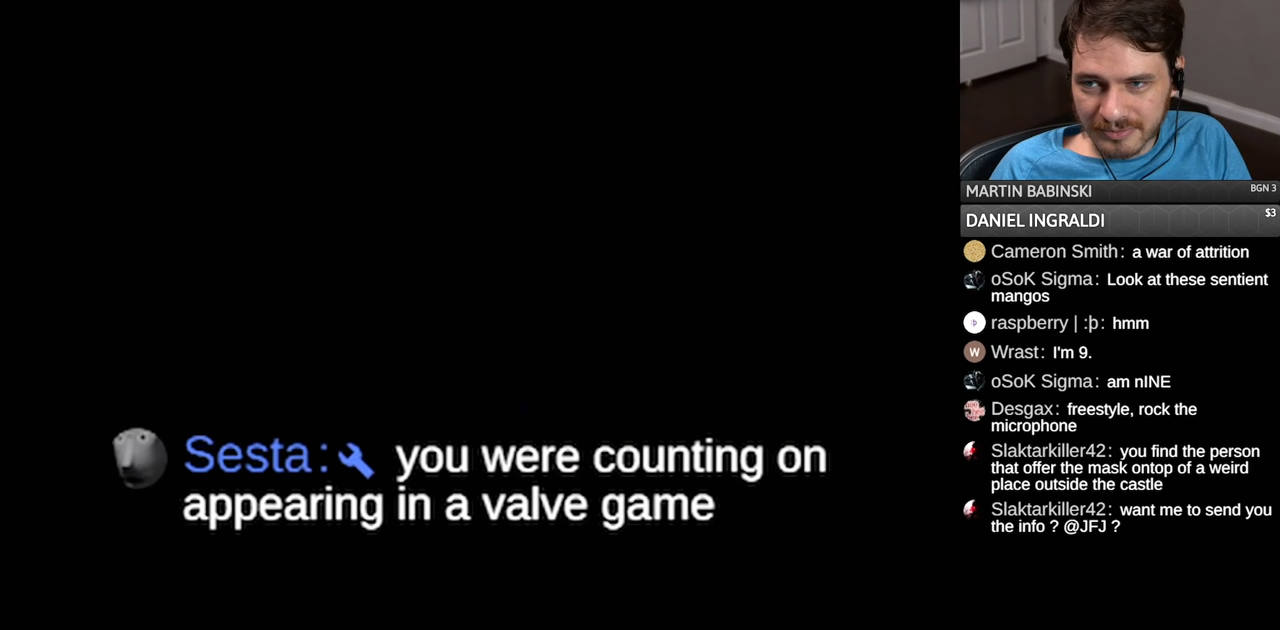 Sesta: you were counting on
appearing in a valve game
MARTIN BABINSKI
BGN 3
DANIEL INGRALDI
$3
Cameron Smith: a war of attrition
oSoK Sigma: Look at these sentient
mangos
raspberry | :þ: hmm
W
Wrast: I'm 9.
oSoK Sigma: am nINE
Desgax: freestyle, rock the
microphone
Slaktarkiller42: you find the person
that offer the mask ontop of a weird
place outside the castle
Slaktarkiller42: want me to send you
the info ? @JFJ ?